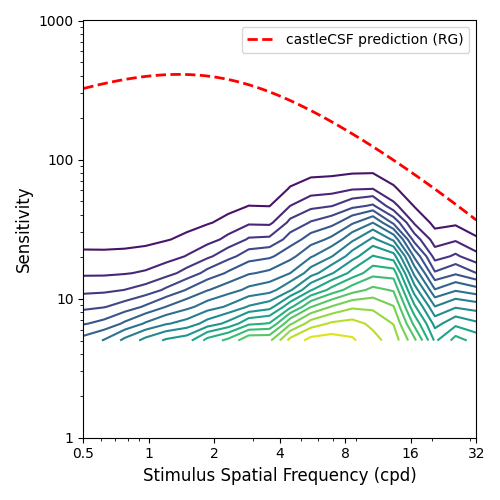 1000
castleCSF prediction (RG)
100
Sensitivity
10
1
0.5 1 2 4 8 16 32
Stimulus Spatial Frequency (cpd)